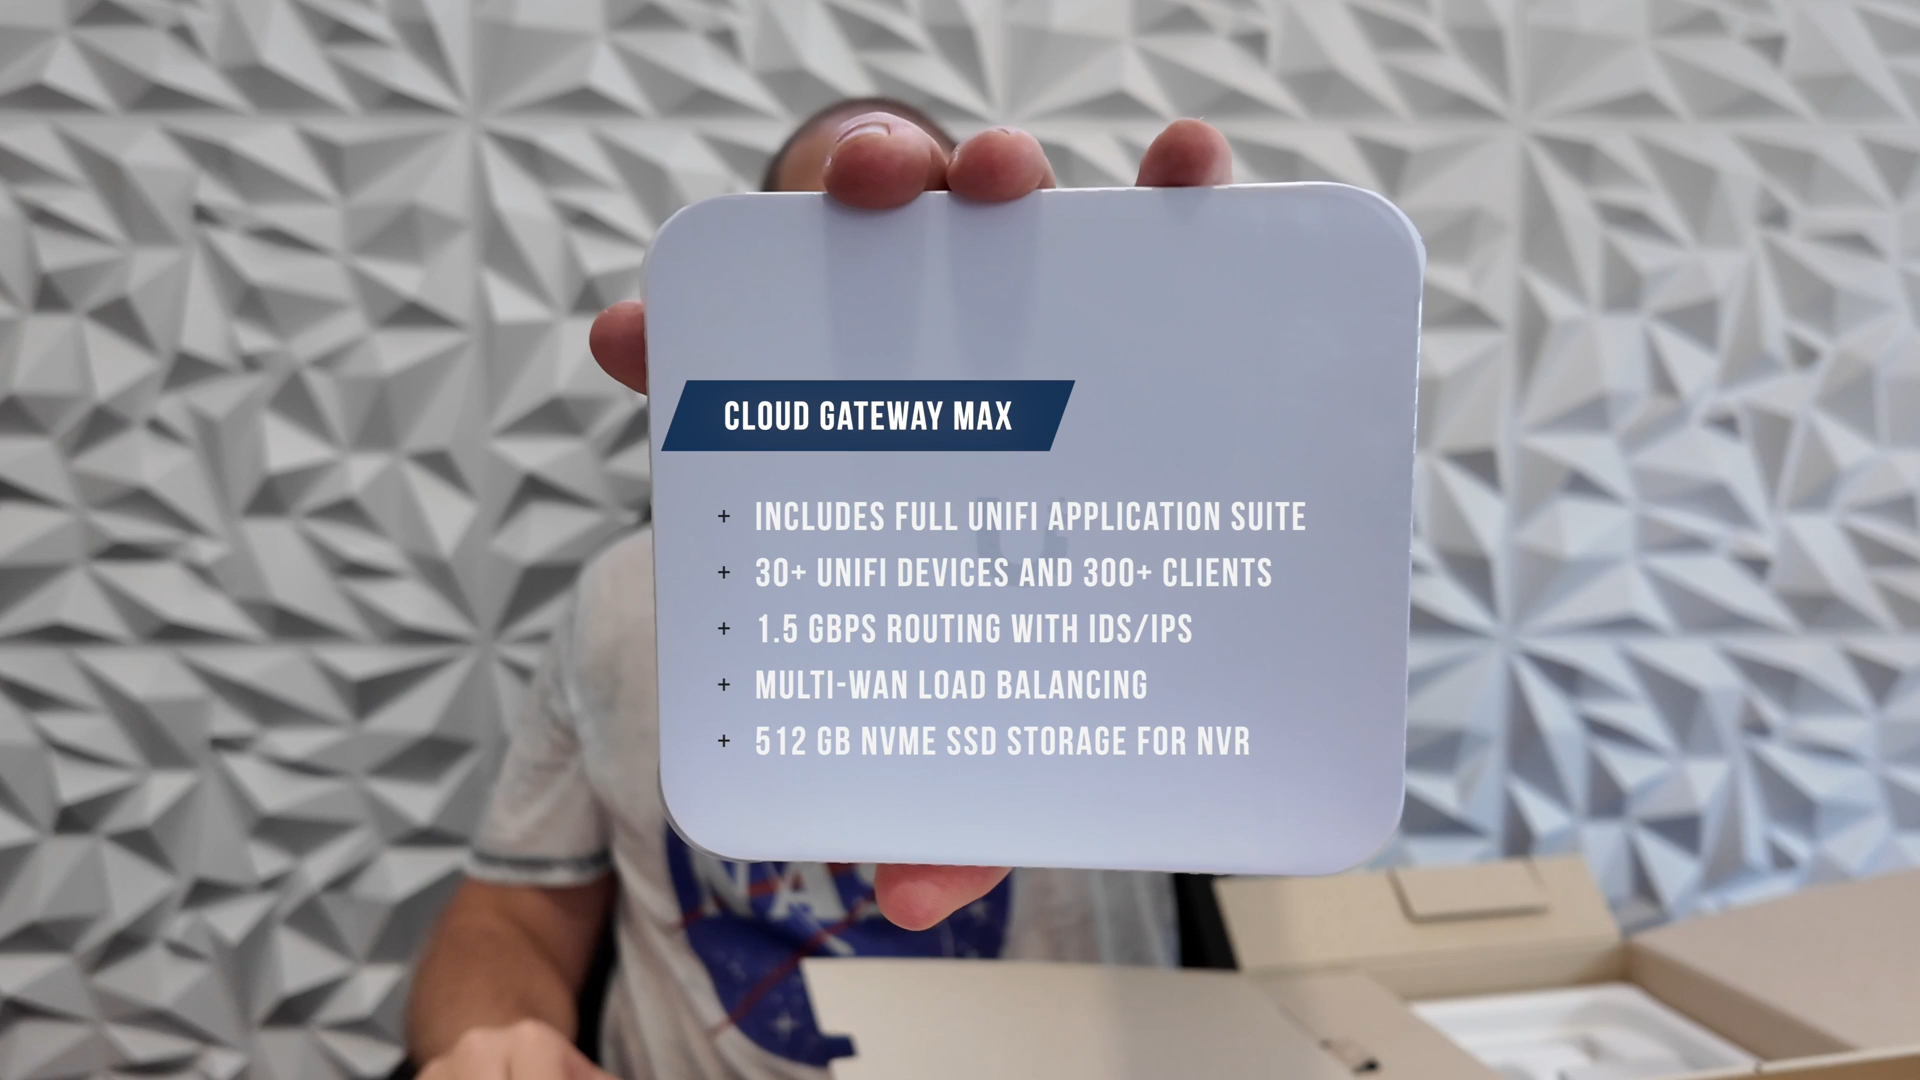 CLOUD GATEWAY MAX
+ INCLUDES FULL UNIFI APPLICATION SUITE
+ 30+ UNIFI DEVICES AND 300+ CLIENTS
+ 1.5 GBPS ROUTING WITH IDS/IPS
+ MULTI-WAN LOAD BALANCING
+ 512 GB NVME SSD STORAGE FOR NVR
NAS